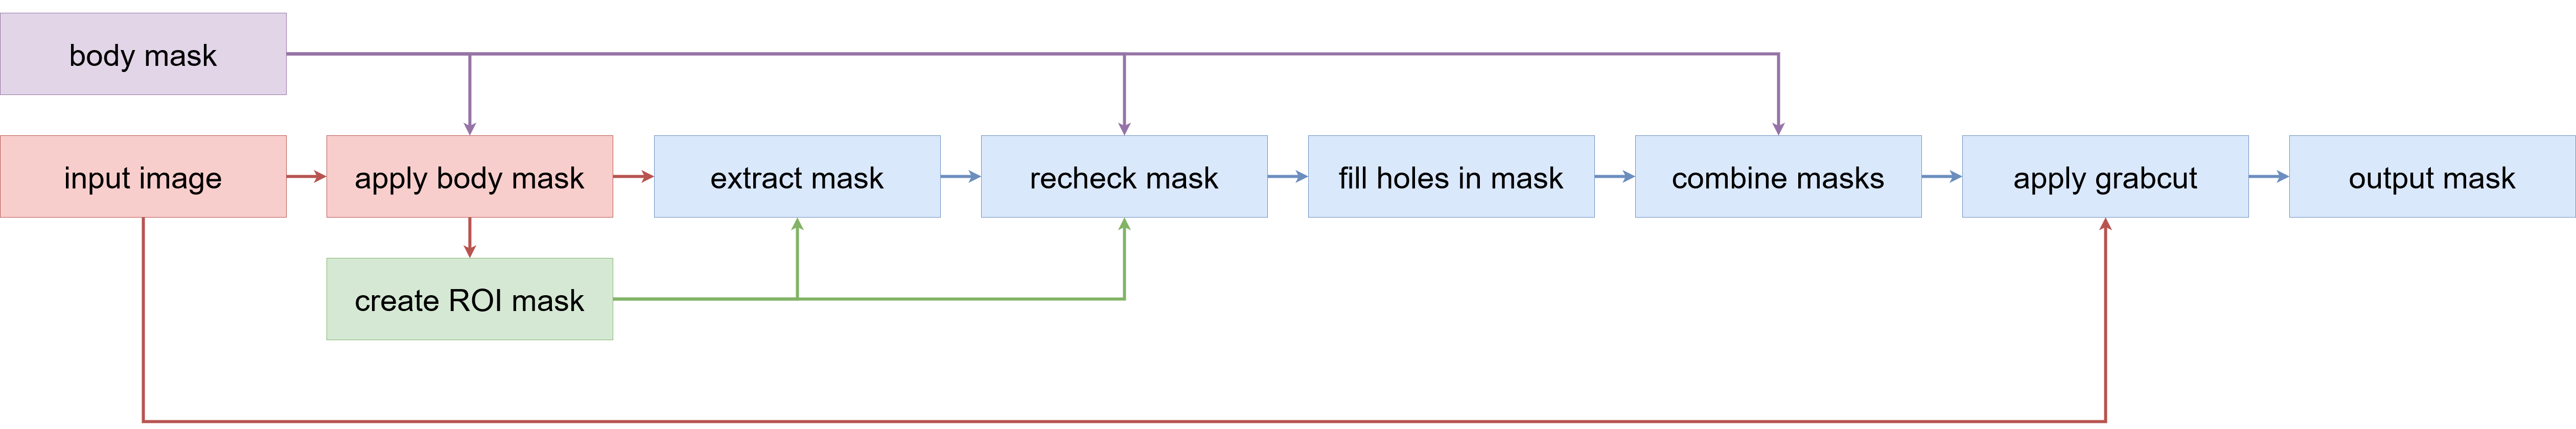 body mask
input image
apply body mask
extract mask
recheck mask
fill holes in mask
combine masks
apply grabcut
output mask
create ROI mask